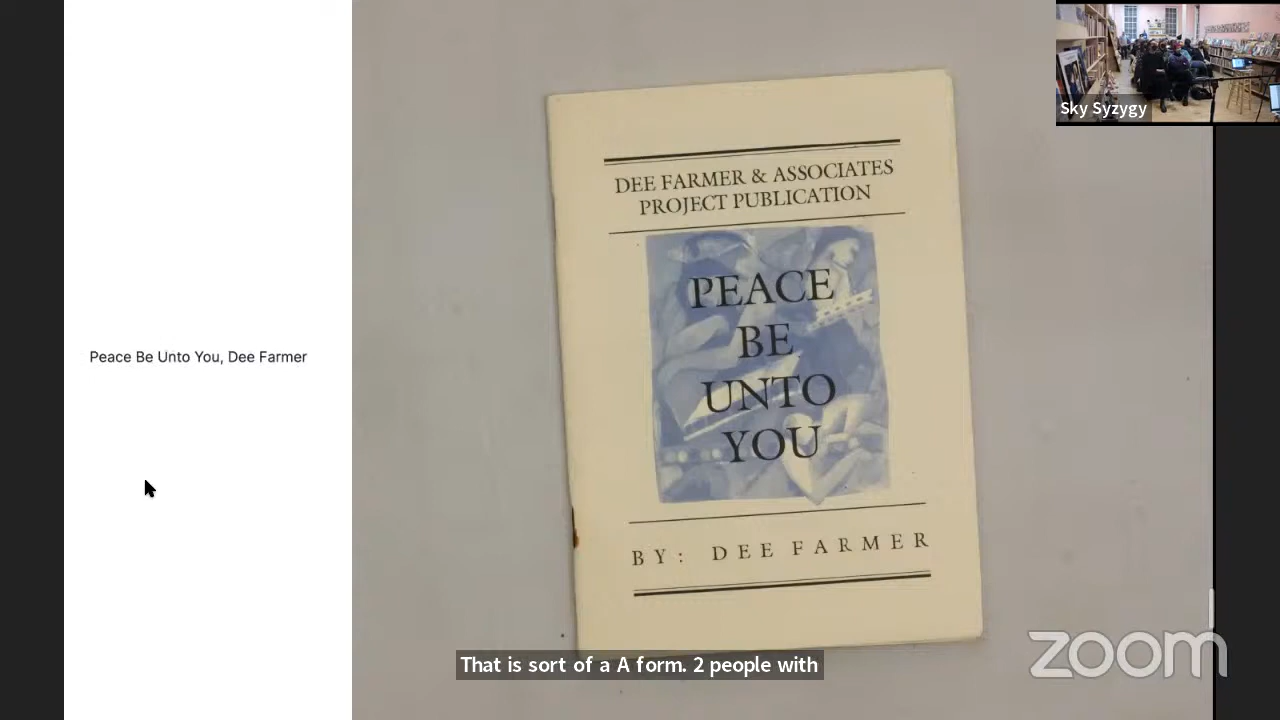 Sky Syzygy
DEE FARMER & ASSOCIATES
PROJECT PUBLICATION
PEACE
BE
UNTO
YOU
BY: DEE FARMER
Peace Be Unto You, Dee Farmer
That is sort of a A form. 2 people with
zoom